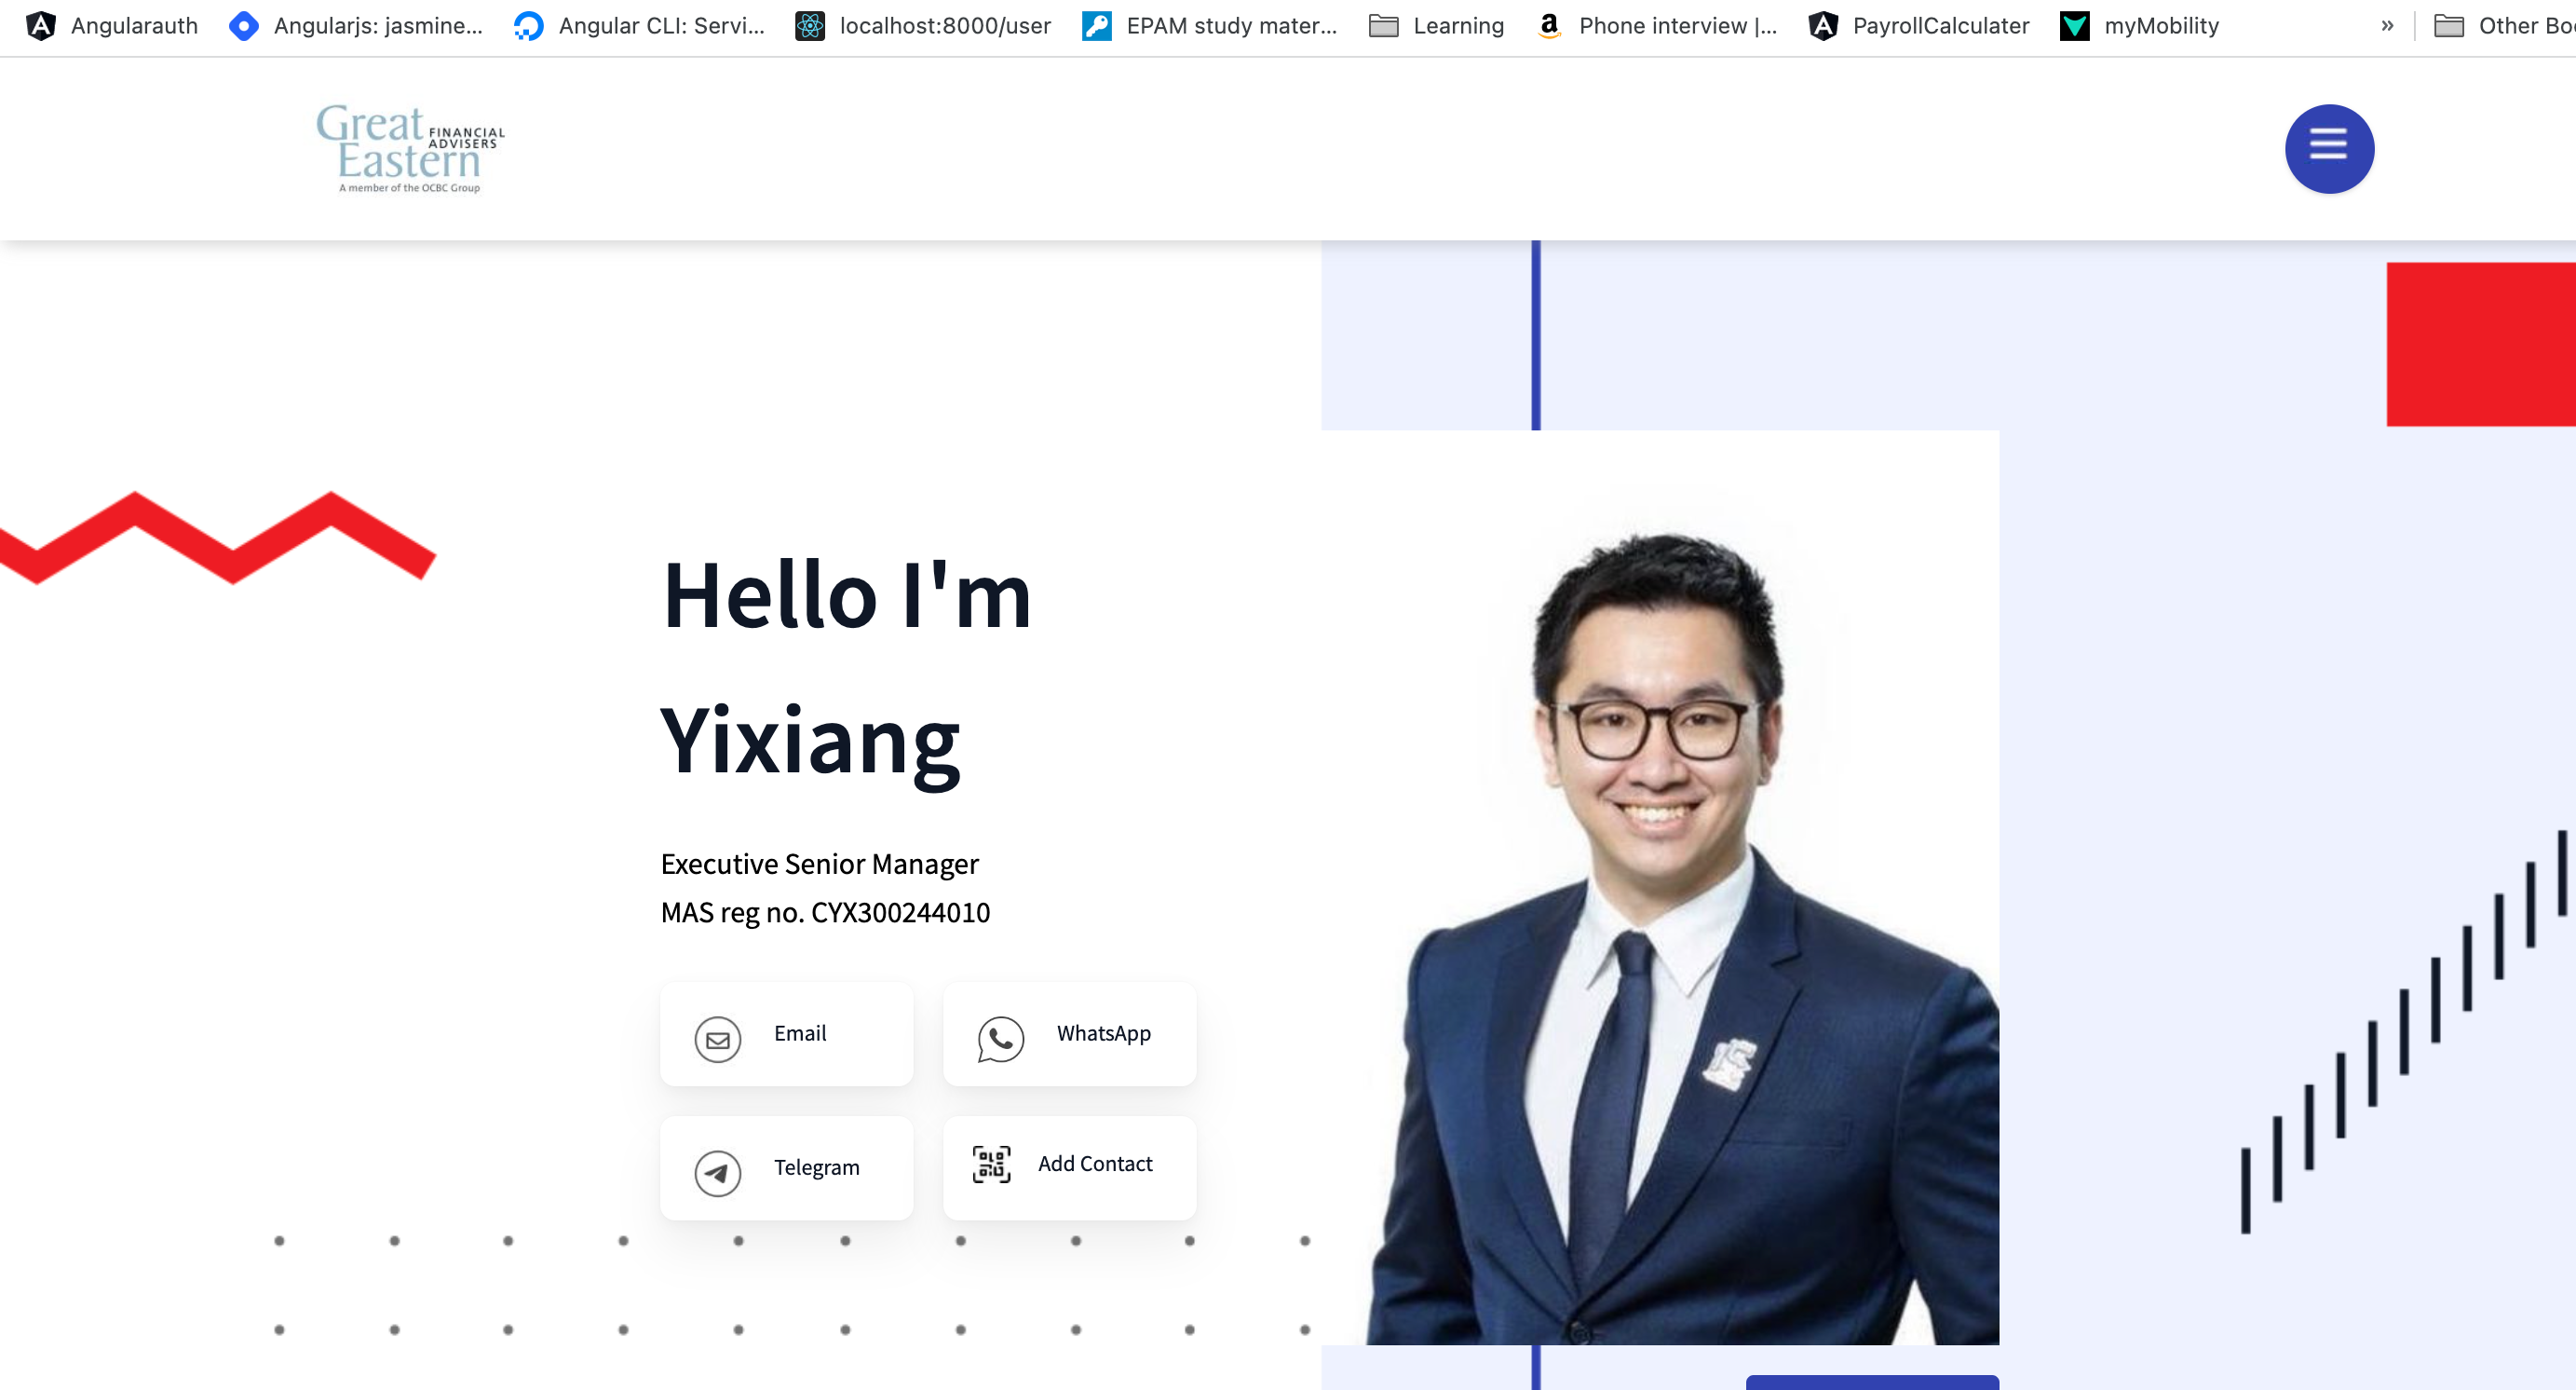 Angularauth
Angularjs: jasmine...
Angular CLI: Servi...
localhost:8000/user
EPAM study mater...
Learning
Phone interview |...
PayrollCalculater
myMobility
»
Other Boo
Great
FINANCIAL
ADVISERS
Eastern
A member of the OCBC Group
Hello I'm
Yixiang
Executive Senior Manager
MAS reg no. CYX300244010
Email
WhatsApp
Telegram
Add Contact